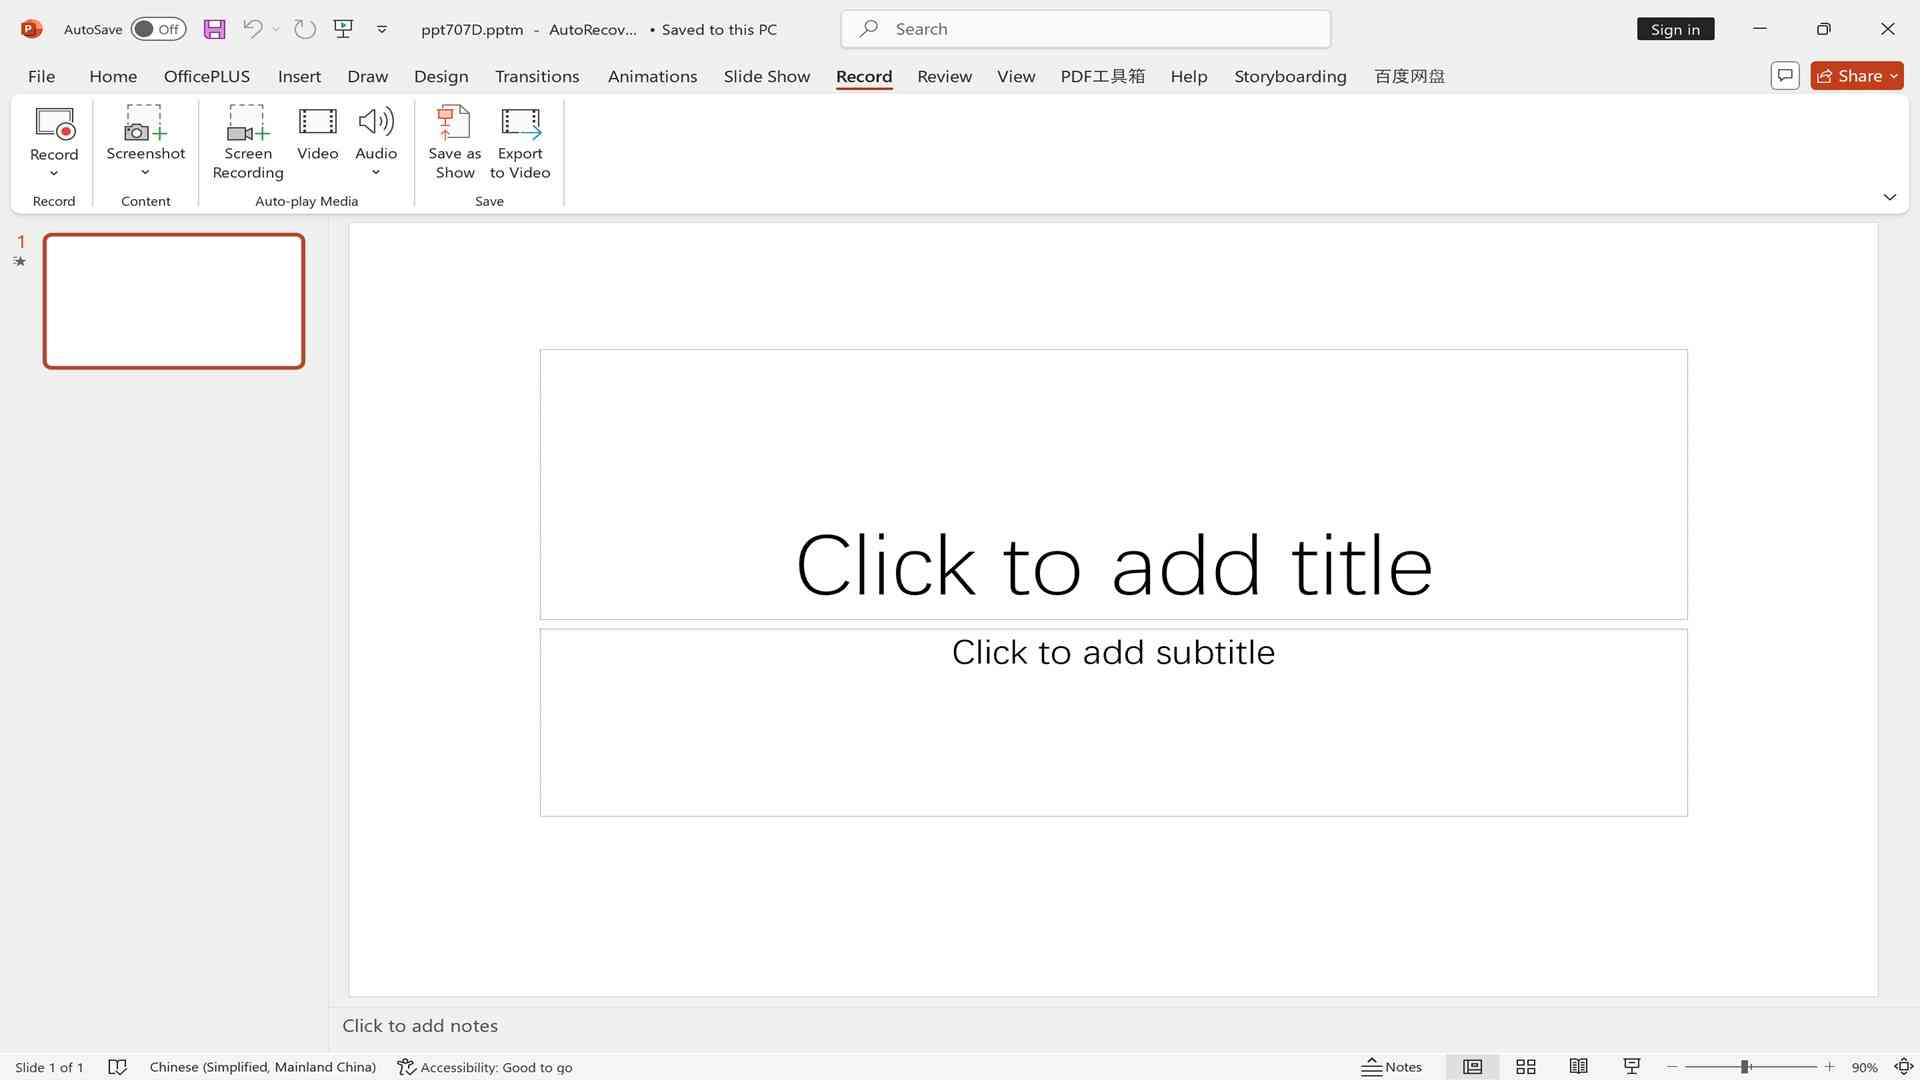 AutoSave Off ppt707D.pptm - AutoRecov... • Saved to this PC Search Sign in
File Home OfficePLUS Insert Draw Design Transitions Animations Slide Show Record Review View PDF工具箱 Help Storyboarding 百度网盘 Share
Record Screenshot Screen Recording Video Audio Save as Show Export to Video
Record Content Auto-play Media Save
1
Click to add title
Click to add subtitle
Click to add notes
Slide 1 of 1 Chinese (Simplified, Mainland China) Accessibility: Good to go Notes 90%